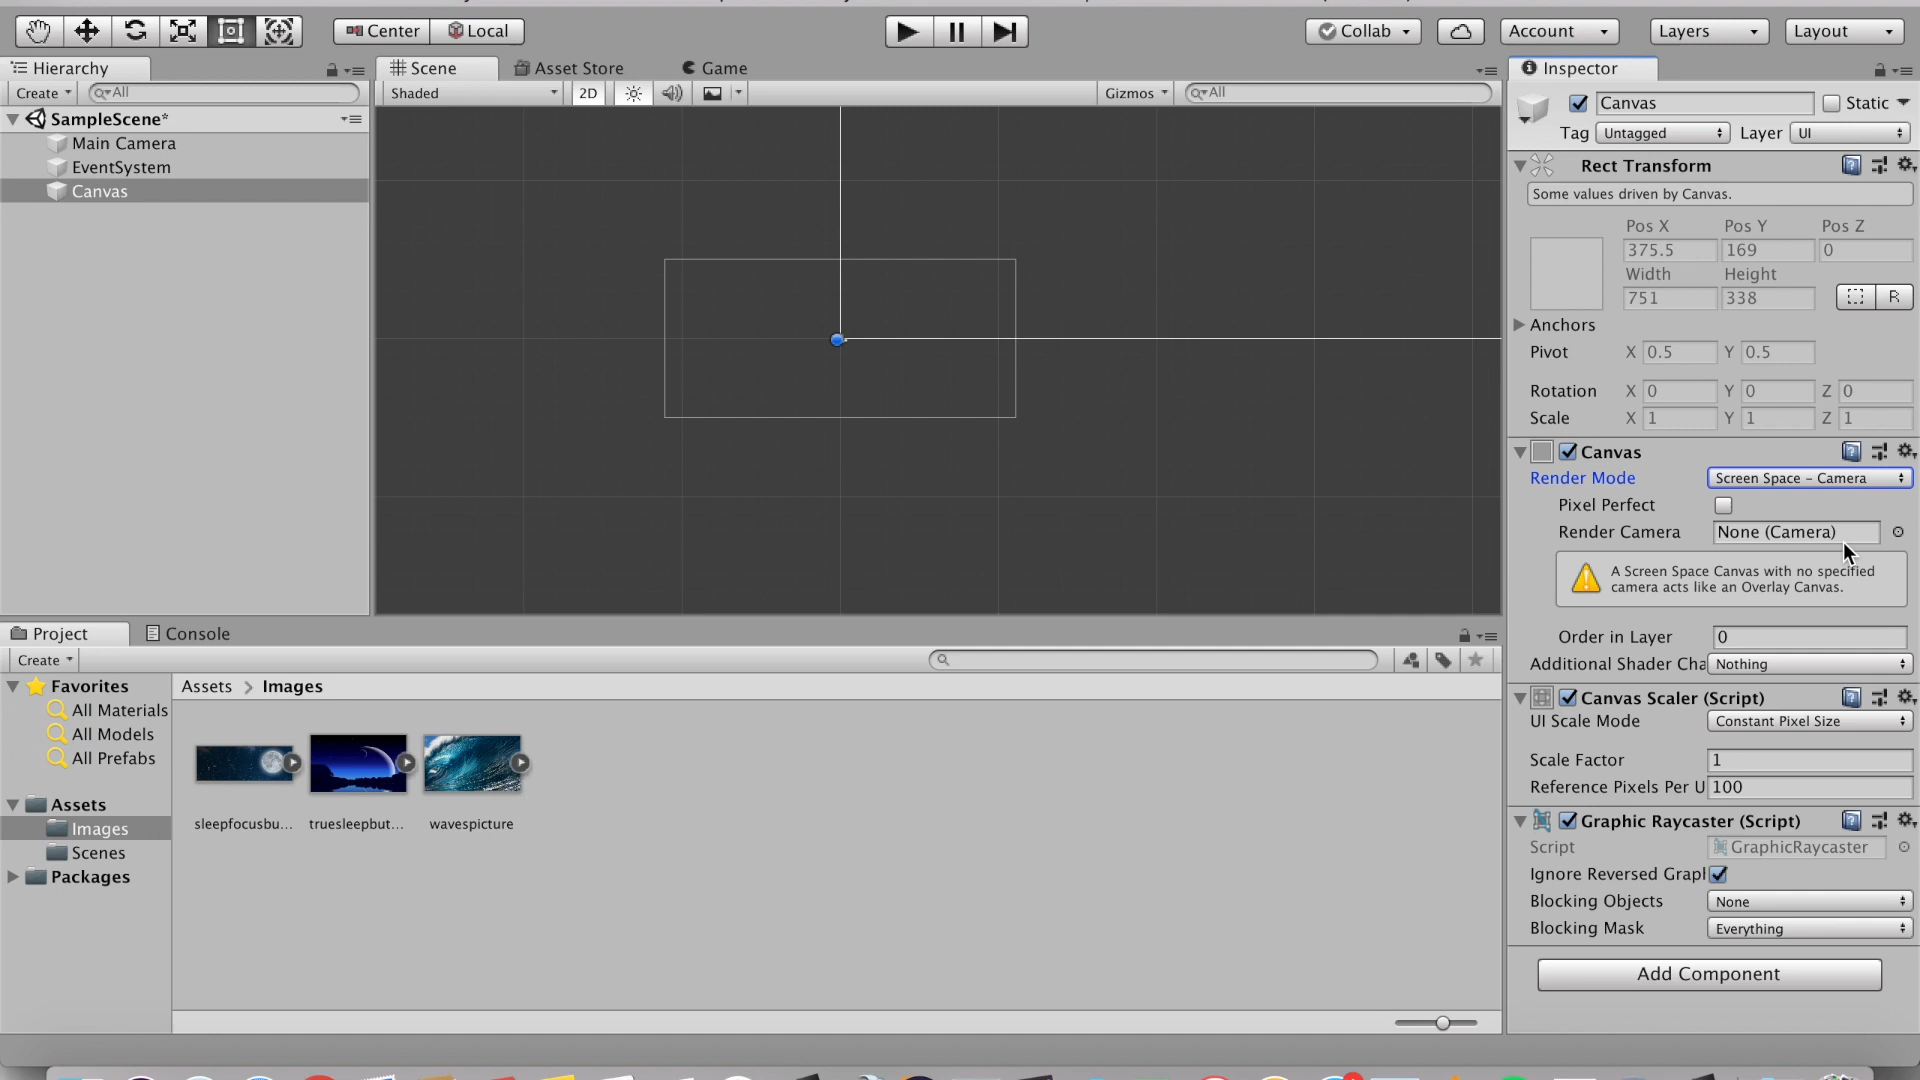 Center Local Collab Account Layers Layout
Hierarchy Scene Asset Store Game Inspector
Create All Shaded 2D Gizmos All
Canvas Static
SampleScene*
Tag Untagged Layer UI
Main Camera
EventSystem
Canvas
Rect Transform
Some values driven by Canvas.
Pos X Pos Y Pos Z
375.5 169 0
Width Height
751 338 R
Anchors
Pivot X 0.5 Y 0.5
Rotation X 0 Y 0 Z 0
Scale X 1 Y 1 Z 1
Canvas
Render Mode Screen Space - Camera
Pixel Perfect
Render Camera None (Camera)
A Screen Space Canvas with no specified
camera acts like an Overlay Canvas.
Order in Layer 0
Additional Shader Cha Nothing
Canvas Scaler (Script)
UI Scale Mode Constant Pixel Size
Scale Factor 1
Reference Pixels Per U 100
Graphic Raycaster (Script)
Script GraphicRaycaster
Ignore Reversed Grap
Blocking Objects None
Blocking Mask Everything
Add Component
Project Console
Create
Favorites
All Materials
All Models
All Prefabs
Assets
Images
Scenes
Packages
Assets > Images
sleepfocusbu... truesleepbut... wavespicture